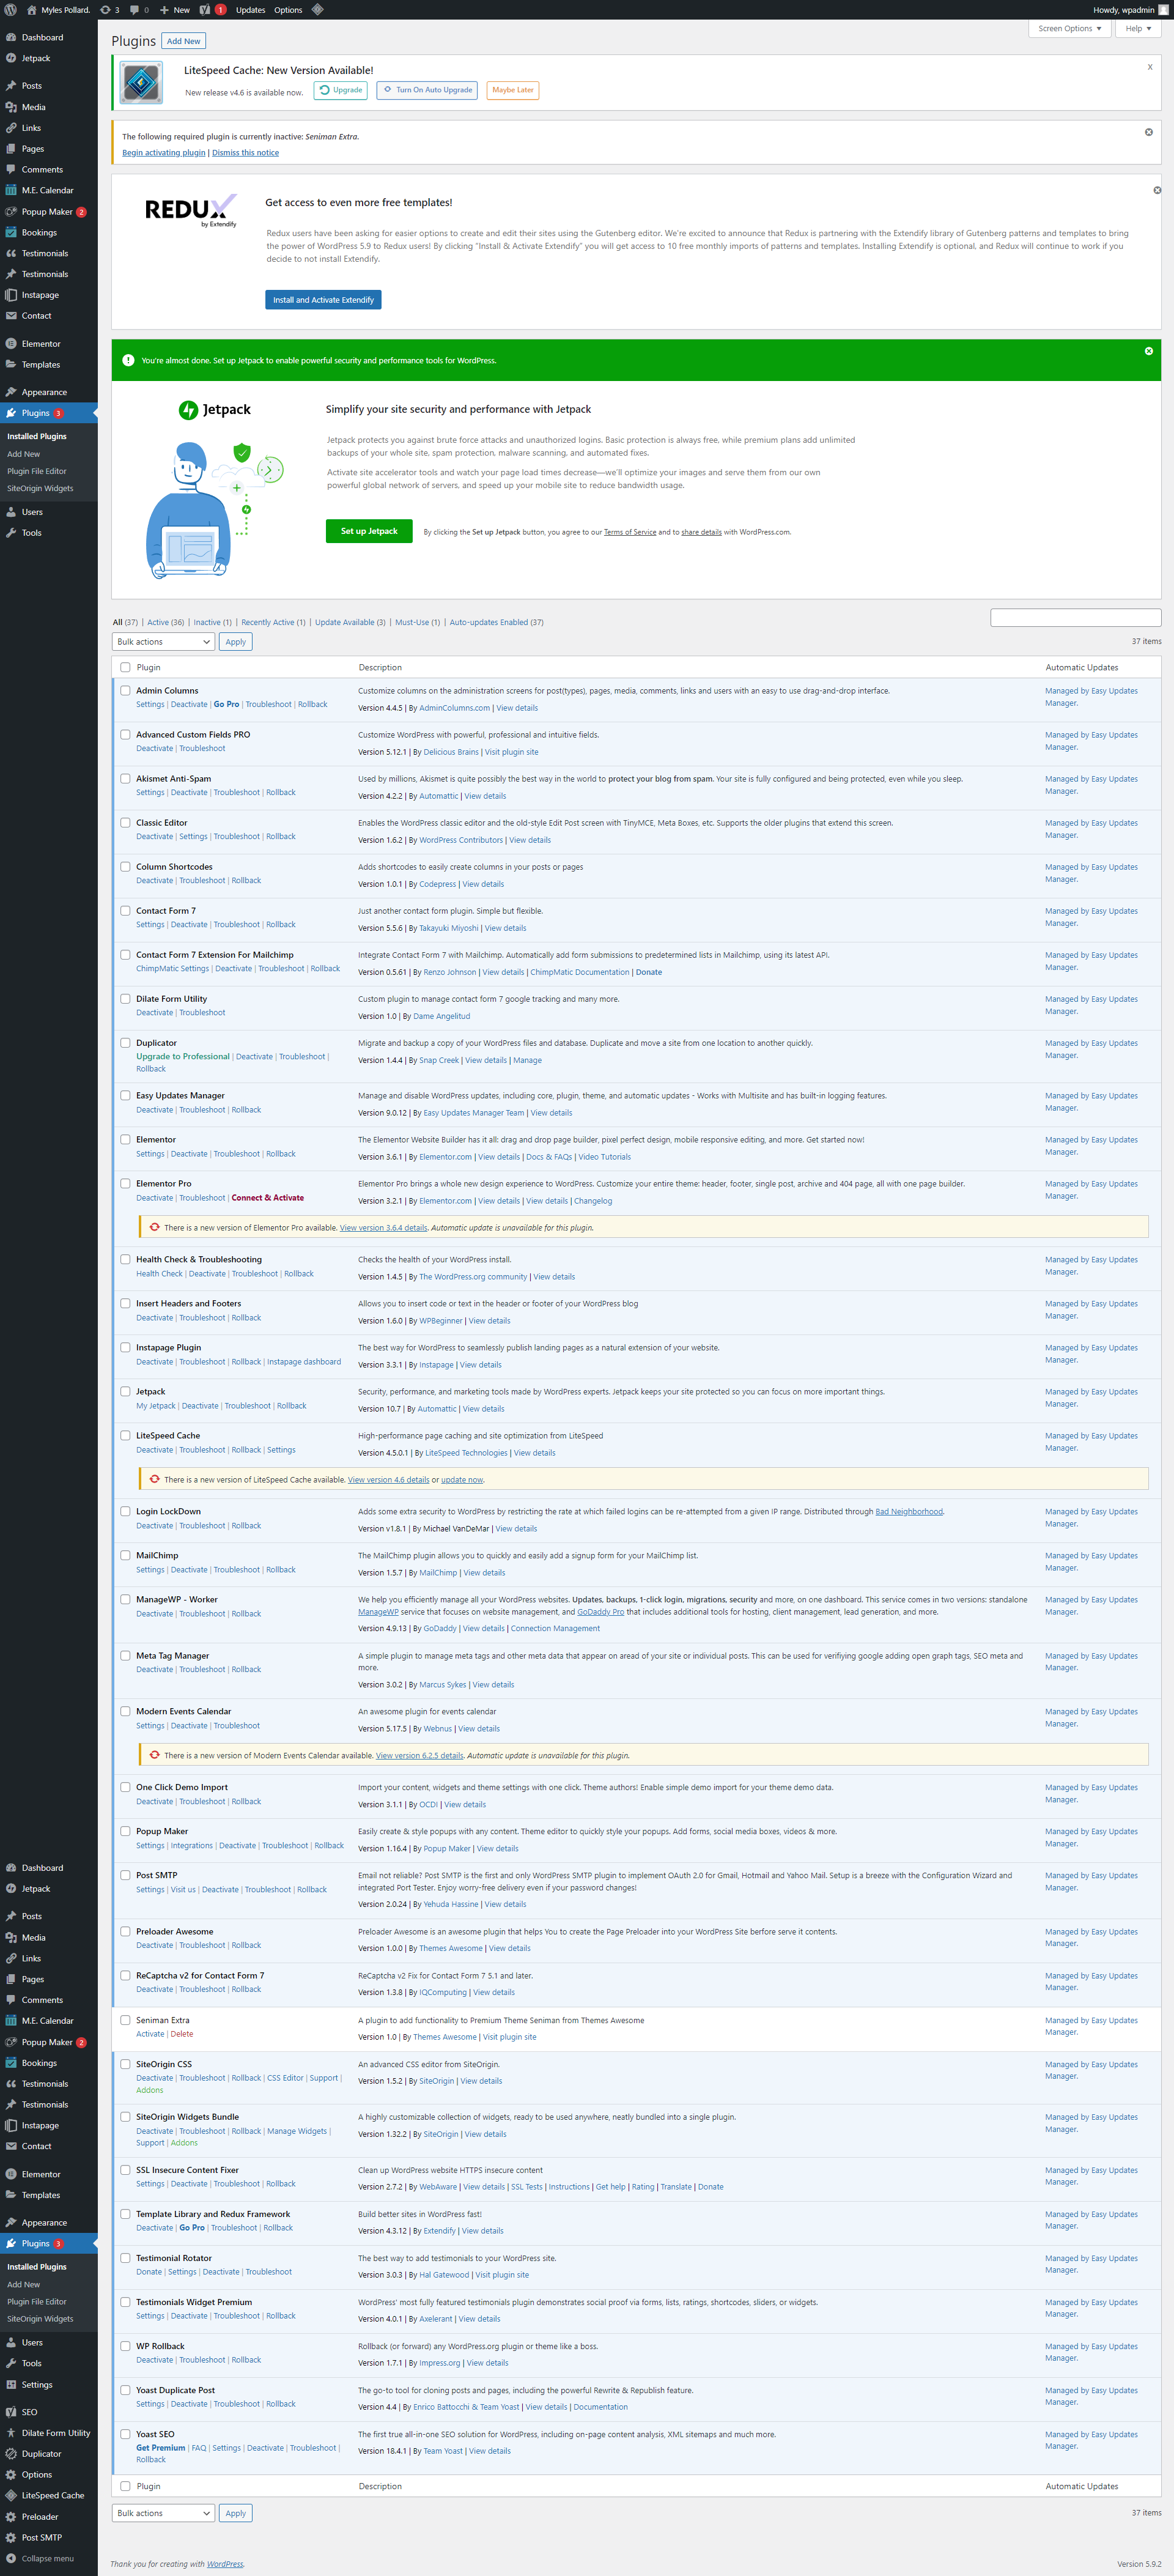 Myles Pollard.
3
0
New
1
Updates
Options
Howdy, wpadmin
Dashboard
Jetpack
Posts
Media
Links
Pages
Comments
M.E. Calendar
Popup Maker 2
Bookings
Testimonials
Testimonials
Instapage
Contact
Elementor
Templates
Appearance
Plugins 3
Installed Plugins
Add New
Plugin File Editor
SiteOrigin Widgets
Users
Tools
Screen Options
Help
Plugins
Add New
LiteSpeed Cache: New Version Available!
x
New release v4.6 is available now.
Upgrade
Turn On Auto Upgrade
Maybe Later
The following required plugin is currently inactive: Seniman Extra.
Begin activating plugin | Dismiss this notice
REDUX
by Extendify
Get access to even more free templates!
Redux users have been asking for easier options to create and edit their sites using the Gutenberg editor. We're excited to announce that Redux is partnering with the Extendify library of Gutenberg patterns and templates to bring
the power of WordPress 5.9 to Redux users! By clicking "Install & Activate Extendify" you will get access to 10 free monthly imports of patterns and templates. Installing Extendify is optional, and Redux will continue to work if you
decide to not install Extendify.
Install and Activate Extendify
You're almost done. Set up Jetpack to enable powerful security and performance tools for WordPress.
Jetpack
Simplify your site security and performance with Jetpack
Jetpack protects you against brute force attacks and unauthorized logins. Basic protection is always free, while premium plans add unlimited
backups of your whole site, spam protection, malware scanning, and automated fixes.
Activate site accelerator tools and watch your page load times decrease—we'll optimize your images and serve them from our own
powerful global network of servers, and speed up your mobile site to reduce bandwidth usage.
Set up Jetpack
By clicking the Set up Jetpack button, you agree to our Terms of Service and to share details with WordPress.com.
All (37) | Active (36) | Inactive (1) | Recently Active (1) | Update Available (3) | Must-Use (1) | Auto-updates Enabled (37)
Bulk actions
Apply
37 items
Plugin
Description
Automatic Updates
Admin Columns
Settings | Deactivate | Go Pro | Troubleshoot | Rollback
Customize columns on the administration screens for post(types), pages, media, comments, links and users with an easy to use drag-and-drop interface.
Version 4.4.5 | By AdminColumns.com | View details
Managed by Easy Updates
Manager.
Advanced Custom Fields PRO
Deactivate | Troubleshoot
Customize WordPress with powerful, professional and intuitive fields.
Version 5.12.1 | By Delicious Brains | Visit plugin site
Managed by Easy Updates
Manager.
Akismet Anti-Spam
Settings | Deactivate | Troubleshoot | Rollback
Used by millions, Akismet is quite possibly the best way in the world to protect your blog from spam. Your site is fully configured and being protected, even while you sleep.
Version 4.2.2 | By Automattic | View details
Managed by Easy Updates
Manager.
Classic Editor
Deactivate | Settings | Troubleshoot | Rollback
Enables the WordPress classic editor and the old-style Edit Post screen with TinyMCE, Meta Boxes, etc. Supports the older plugins that extend this screen.
Version 1.6.2 | By WordPress Contributors | View details
Managed by Easy Updates
Manager.
Column Shortcodes
Deactivate | Troubleshoot | Rollback
Adds shortcodes to easily create columns in your posts or pages
Version 1.0.1 | By Codepress | View details
Managed by Easy Updates
Manager.
Contact Form 7
Settings | Deactivate | Troubleshoot | Rollback
Just another contact form plugin. Simple but flexible.
Version 5.5.6 | By Takayuki Miyoshi | View details
Managed by Easy Updates
Manager.
Contact Form 7 Extension For Mailchimp
ChimpMatic Settings | Deactivate | Troubleshoot | Rollback
Integrate Contact Form 7 with Mailchimp. Automatically add form submissions to predetermined lists in Mailchimp, using its latest API.
Version 0.5.61 | By Renzo Johnson | View details | ChimpMatic Documentation | Donate
Managed by Easy Updates
Manager.
Dilate Form Utility
Deactivate | Troubleshoot
Custom plugin to manage contact form 7 google tracking and many more.
Version 1.0 | By Dame Angelitud
Managed by Easy Updates
Manager.
Duplicator
Upgrade to Professional | Deactivate | Troubleshoot |
Rollback
Migrate and backup a copy of your WordPress files and database. Duplicate and move a site from one location to another quickly.
Version 1.4.4 | By Snap Creek | View details | Manage
Managed by Easy Updates
Manager.
Easy Updates Manager
Deactivate | Troubleshoot | Rollback
Manage and disable WordPress updates, including core, plugin, theme, and automatic updates - Works with Multisite and has built-in logging features.
Version 9.0.12 | By Easy Updates Manager Team | View details
Managed by Easy Updates
Manager.
Elementor
Settings | Deactivate | Troubleshoot | Rollback
The Elementor Website Builder has it all: drag and drop page builder, pixel perfect design, mobile responsive editing, and more. Get started now!
Version 3.6.1 | By Elementor.com | View details | Docs & FAQs | Video Tutorials
Managed by Easy Updates
Manager.
Elementor Pro
Deactivate | Troubleshoot | Connect & Activate
Elementor Pro brings a whole new design experience to WordPress. Customize your entire theme: header, footer, single post, archive and 404 page, all with one page builder.
Version 3.2.1 | By Elementor.com | View details | View details | Changelog
Managed by Easy Updates
Manager.
There is a new version of Elementor Pro available. View version 3.6.4 details. Automatic update is unavailable for this plugin.
Health Check & Troubleshooting
Health Check | Deactivate | Troubleshoot | Rollback
Checks the health of your WordPress install.
Version 1.4.5 | By The WordPress.org community | View details
Managed by Easy Updates
Manager.
Insert Headers and Footers
Deactivate | Troubleshoot | Rollback
Allows you to insert code or text in the header or footer of your WordPress blog
Version 1.6.0 | By WPBeginner | View details
Managed by Easy Updates
Manager.
Instapage Plugin
Deactivate | Troubleshoot | Rollback | Instapage dashboard
The best way for WordPress to seamlessly publish landing pages as a natural extension of your website.
Version 3.3.1 | By Instapage | View details
Managed by Easy Updates
Manager.
Jetpack
My Jetpack | Deactivate | Troubleshoot | Rollback
Security, performance, and marketing tools made by WordPress experts. Jetpack keeps your site protected so you can focus on more important things.
Version 10.7 | By Automattic | View details
Managed by Easy Updates
Manager.
LiteSpeed Cache
Deactivate | Troubleshoot | Rollback | Settings
High-performance page caching and site optimization from LiteSpeed
Version 4.5.0.1 | By LiteSpeed Technologies | View details
Managed by Easy Updates
Manager.
There is a new version of LiteSpeed Cache available. View version 4.6 details or update now.
Login LockDown
Deactivate | Troubleshoot | Rollback
Adds some extra security to WordPress by restricting the rate at which failed logins can be re-attempted from a given IP range. Distributed through Bad Neighborhood.
Version v1.8.1 | By Michael VanDeMar | View details
Managed by Easy Updates
Manager.
MailChimp
Settings | Deactivate | Troubleshoot | Rollback
The MailChimp plugin allows you to quickly and easily add a signup form for your MailChimp list.
Version 1.5.7 | By MailChimp | View details
Managed by Easy Updates
Manager.
ManageWP - Worker
Deactivate | Troubleshoot | Rollback
We help you efficiently manage all your WordPress websites. Updates, backups, 1-click login, migrations, security and more, on one dashboard. This service comes in two versions: standalone
ManageWP service that focuses on website management, and GoDaddy Pro that includes additional tools for hosting, client management, lead generation, and more.
Version 4.9.13 | By GoDaddy | View details | Connection Management
Managed by Easy Updates
Manager.
Meta Tag Manager
Deactivate | Troubleshoot | Rollback
A simple plugin to manage meta tags and other meta data that appear on aread of your site or individual posts. This can be used for verifiying google adding open graph tags, SEO meta and
more.
Version 3.0.2 | By Marcus Sykes | View details
Managed by Easy Updates
Manager.
Modern Events Calendar
Settings | Deactivate | Troubleshoot
An awesome plugin for events calendar
Version 5.17.5 | By Webnus | View details
Managed by Easy Updates
Manager.
There is a new version of Modern Events Calendar available. View version 6.2.5 details. Automatic update is unavailable for this plugin.
One Click Demo Import
Deactivate | Troubleshoot | Rollback
Import your content, widgets and theme settings with one click. Theme authors! Enable simple demo import for your theme demo data.
Version 3.1.1 | By OCDI | View details
Managed by Easy Updates
Manager.
Popup Maker
Settings | Integrations | Deactivate | Troubleshoot | Rollback
Easily create & style popups with any content. Theme editor to quickly style your popups. Add forms, social media boxes, videos & more.
Version 1.16.4 | By Popup Maker | View details
Managed by Easy Updates
Manager.
Post SMTP
Settings | Visit us | Deactivate | Troubleshoot | Rollback
Email not reliable? Post SMTP is the first and only WordPress SMTP plugin to implement OAuth 2.0 for Gmail, Hotmail and Yahoo Mail. Setup is a breeze with the Configuration Wizard and
integrated Port Tester. Enjoy worry-free delivery even if your password changes!
Version 2.0.24 | By Yehuda Hassine | View details
Managed by Easy Updates
Manager.
Preloader Awesome
Deactivate | Troubleshoot | Rollback
Preloader Awesome is an awesome plugin that helps You to create the Page Preloader into your WordPress Site berfore serve it contents.
Version 1.0.0 | By Themes Awesome | View details
Managed by Easy Updates
Manager.
ReCaptcha v2 for Contact Form 7
Deactivate | Troubleshoot | Rollback
ReCaptcha v2 Fix for Contact Form 7 5.1 and later.
Version 1.3.8 | By IQComputing | View details
Managed by Easy Updates
Manager.
Seniman Extra
Activate | Delete
A plugin to add functionality to Premium Theme Seniman from Themes Awesome
Version 1.0 | By Themes Awesome | Visit plugin site
Managed by Easy Updates
Manager.
SiteOrigin CSS
Deactivate | Troubleshoot | Rollback | CSS Editor | Support |
Addons
An advanced CSS editor from SiteOrigin.
Version 1.5.2 | By SiteOrigin | View details
Managed by Easy Updates
Manager.
SiteOrigin Widgets Bundle
Deactivate | Troubleshoot | Rollback | Manage Widgets |
Support | Addons
A highly customizable collection of widgets, ready to be used anywhere, neatly bundled into a single plugin.
Version 1.32.2 | By SiteOrigin | View details
Managed by Easy Updates
Manager.
SSL Insecure Content Fixer
Settings | Deactivate | Troubleshoot | Rollback
Clean up WordPress website HTTPS insecure content
Version 2.7.2 | By WebAware | View details | SSL Tests | Instructions | Get help | Rating | Translate | Donate
Managed by Easy Updates
Manager.
Template Library and Redux Framework
Deactivate | Go Pro | Troubleshoot | Rollback
Build better sites in WordPress fast!
Version 4.3.12 | By Extendify | View details
Managed by Easy Updates
Manager.
Testimonial Rotator
Donate | Settings | Deactivate | Troubleshoot
The best way to add testimonials to your WordPress site.
Version 3.0.3 | By Hal Gatewood | Visit plugin site
Managed by Easy Updates
Manager.
Testimonials Widget Premium
Settings | Deactivate | Troubleshoot | Rollback
WordPress' most fully featured testimonials plugin demonstrates social proof via forms, lists, ratings, shortcodes, sliders, or widgets.
Version 4.0.1 | By Axelerant | View details
Managed by Easy Updates
Manager.
WP Rollback
Deactivate | Troubleshoot | Rollback
Rollback (or forward) any WordPress.org plugin or theme like a boss.
Version 1.7.1 | By Impress.org | View details
Managed by Easy Updates
Manager.
Yoast Duplicate Post
Settings | Deactivate | Troubleshoot | Rollback
The go-to tool for cloning posts and pages, including the powerful Rewrite & Republish feature.
Version 4.4 | By Enrico Battocchi & Team Yoast | View details | Documentation
Managed by Easy Updates
Manager.
Yoast SEO
Get Premium | FAQ | Settings | Deactivate | Troubleshoot |
Rollback
The first true all-in-one SEO solution for WordPress, including on-page content analysis, XML sitemaps and much more.
Version 18.4.1 | By Team Yoast | View details
Managed by Easy Updates
Manager.
Plugin
Description
Automatic Updates
Bulk actions
Apply
37 items
Dashboard
Jetpack
Posts
Media
Links
Pages
Comments
M.E. Calendar
Popup Maker 2
Bookings
Testimonials
Testimonials
Instapage
Contact
Elementor
Templates
Appearance
Plugins 3
Installed Plugins
Add New
Plugin File Editor
SiteOrigin Widgets
Users
Tools
Settings
SEO
Dilate Form Utility
Duplicator
Options
LiteSpeed Cache
Preloader
Post SMTP
Collapse menu
Thank you for creating with WordPress.
Version 5.9.2